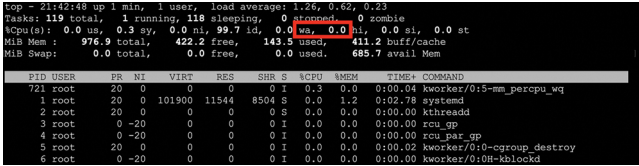 top - 21:42:48 up 1 min,  1 user,  load average: 1.26, 0.62, 0.23
Tasks: 119 total,   1 running, 118 sleeping,   0 stopped,   0 zombie
%Cpu(s):  0.0 us,  0.3 sy,  0.0 ni, 99.7 id,  0.0 wa,  0.0 hi,  0.0 si,  0.0 st
MiB Mem :    976.9 total,    422.2 free,    143.5 used,    411.2 buff/cache
MiB Swap:      0.0 total,      0.0 free,      0.0 used.    685.7 avail Mem
PID USER      PR  NI    VIRT    RES    SHR S  %CPU  %MEM     TIME+ COMMAND
721 root      20   0       0      0      0 I   0.3   0.0   0:00.04 kworker/0:5-mm_percpu_wq
1 root      20   0  101900  11544   8504 S   0.0   1.2   0:02.78 systemd
2 root      20   0       0      0      0 S   0.0   0.0   0:00.00 kthreadd
3 root       0 -20       0      0      0 I   0.0   0.0   0:00.00 rcu_gp
4 root       0 -20       0      0      0 I   0.0   0.0   0:00.00 rcu_par_gp
5 root      20   0       0      0      0 I   0.0   0.0   0:00.02 kworker/0:0-cgroup_destroy
6 root       0 -20       0      0      0 I   0.0   0.0   0:00.00 kworker/0:0H-kblockd